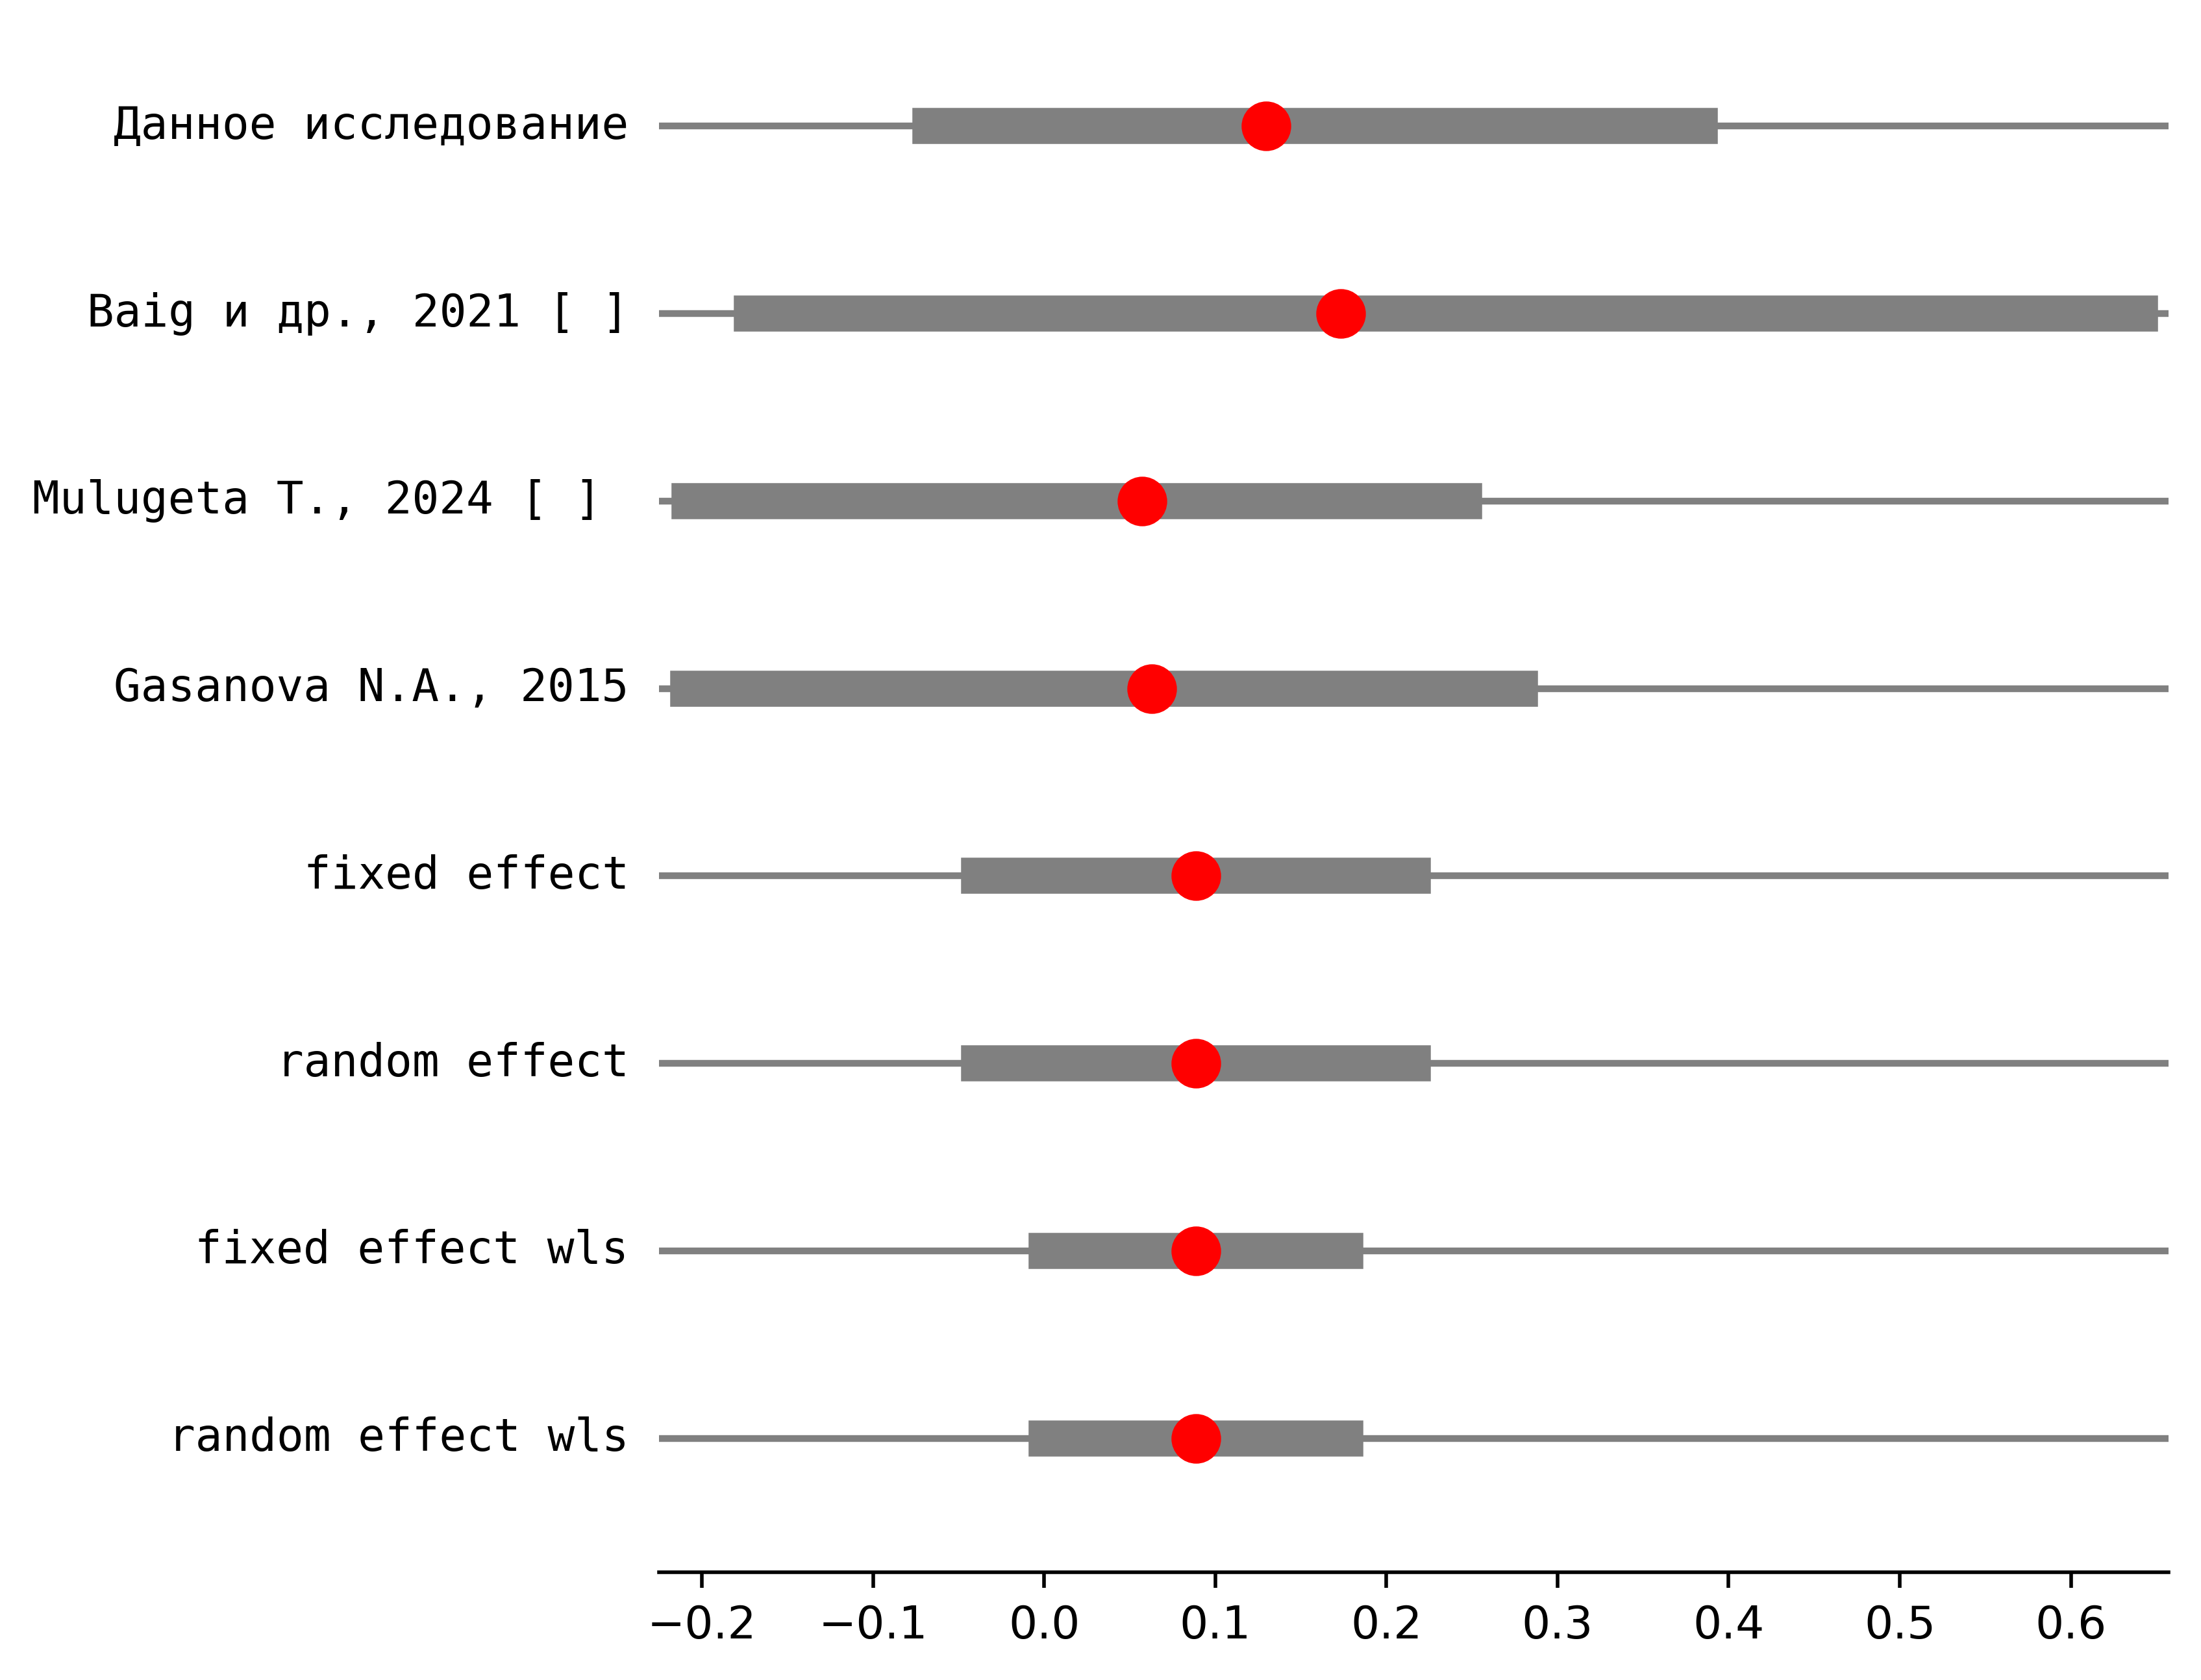 Данное исследование
Baig и др., 2021 [ ]
Mulugeta T., 2024 [ ]
Gasanova N.A., 2015
fixed effect
random effect
fixed effect wls
random effect wls
−0.2 −0.1 0.0 0.1 0.2 0.3 0.4 0.5 0.6